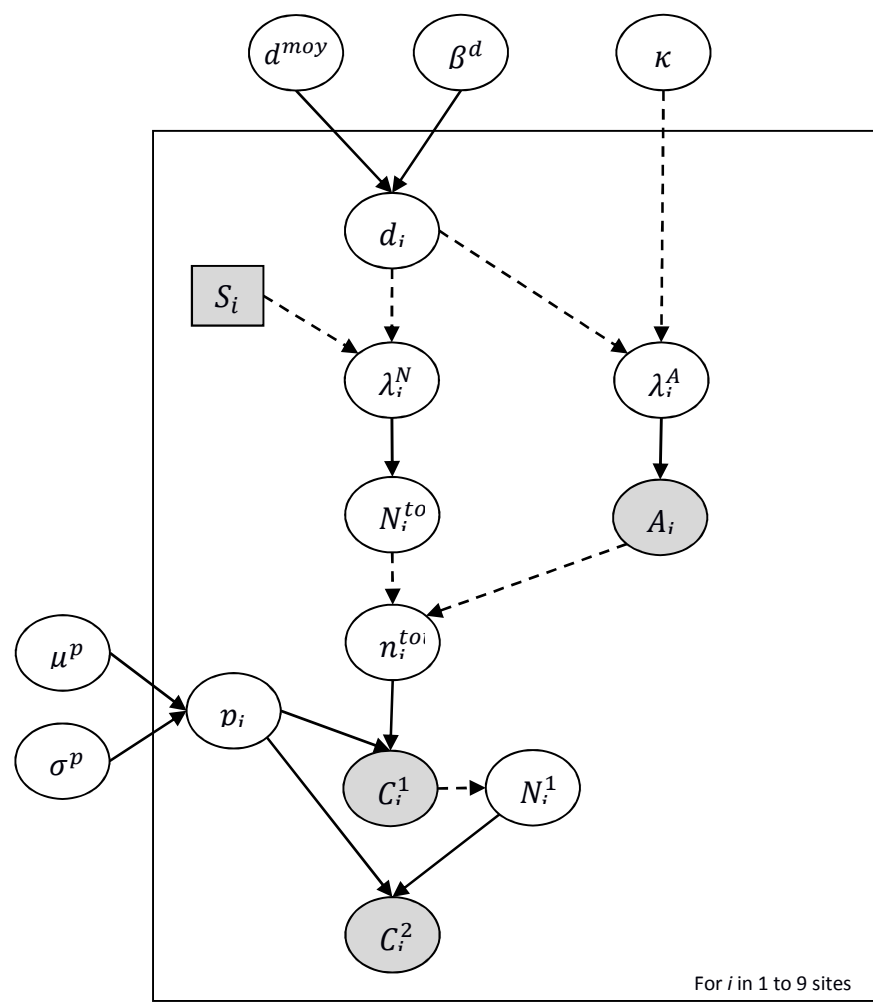 d^{moy} β^d κ
d_i
S_i
λ_i^N λ_i^A
N_i^{to} A_i
n_i^{tot}
μ^p
p_i
σ^p
C_i^1 N_i^1
C_i^2
For i in 1 to 9 sites